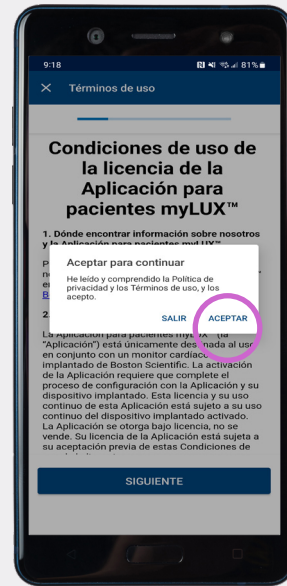 9:18
81%
Términos de uso
Condiciones de uso de
la licencia de la
Aplicación para
pacientes myLUX™
1. Dónde encontrar información sobre nosotros
y la Aplicación para pacientes myLUX™
Aceptar para continuar
He leído y comprendido la Política de
privacidad y los Términos de uso, y los
acepto.
SALIR ACEPTAR
2.
La Aplicación para pacientes myLUX™ (la
"Aplicación") está únicamente destinada al uso
en conjunto con un monitor cardíaco
implantado de Boston Scientific. La activación
de la Aplicación requiere que complete el
proceso de configuración con la Aplicación y su
dispositivo implantado. Esta licencia y su uso
continuo de esta Aplicación está sujeto a su uso
continuo del dispositivo implantado activado.
La Aplicación se otorga bajo licencia, no se
vende. Su licencia de la Aplicación está sujeta a
su aceptación previa de estas Condiciones de
SIGUIENTE